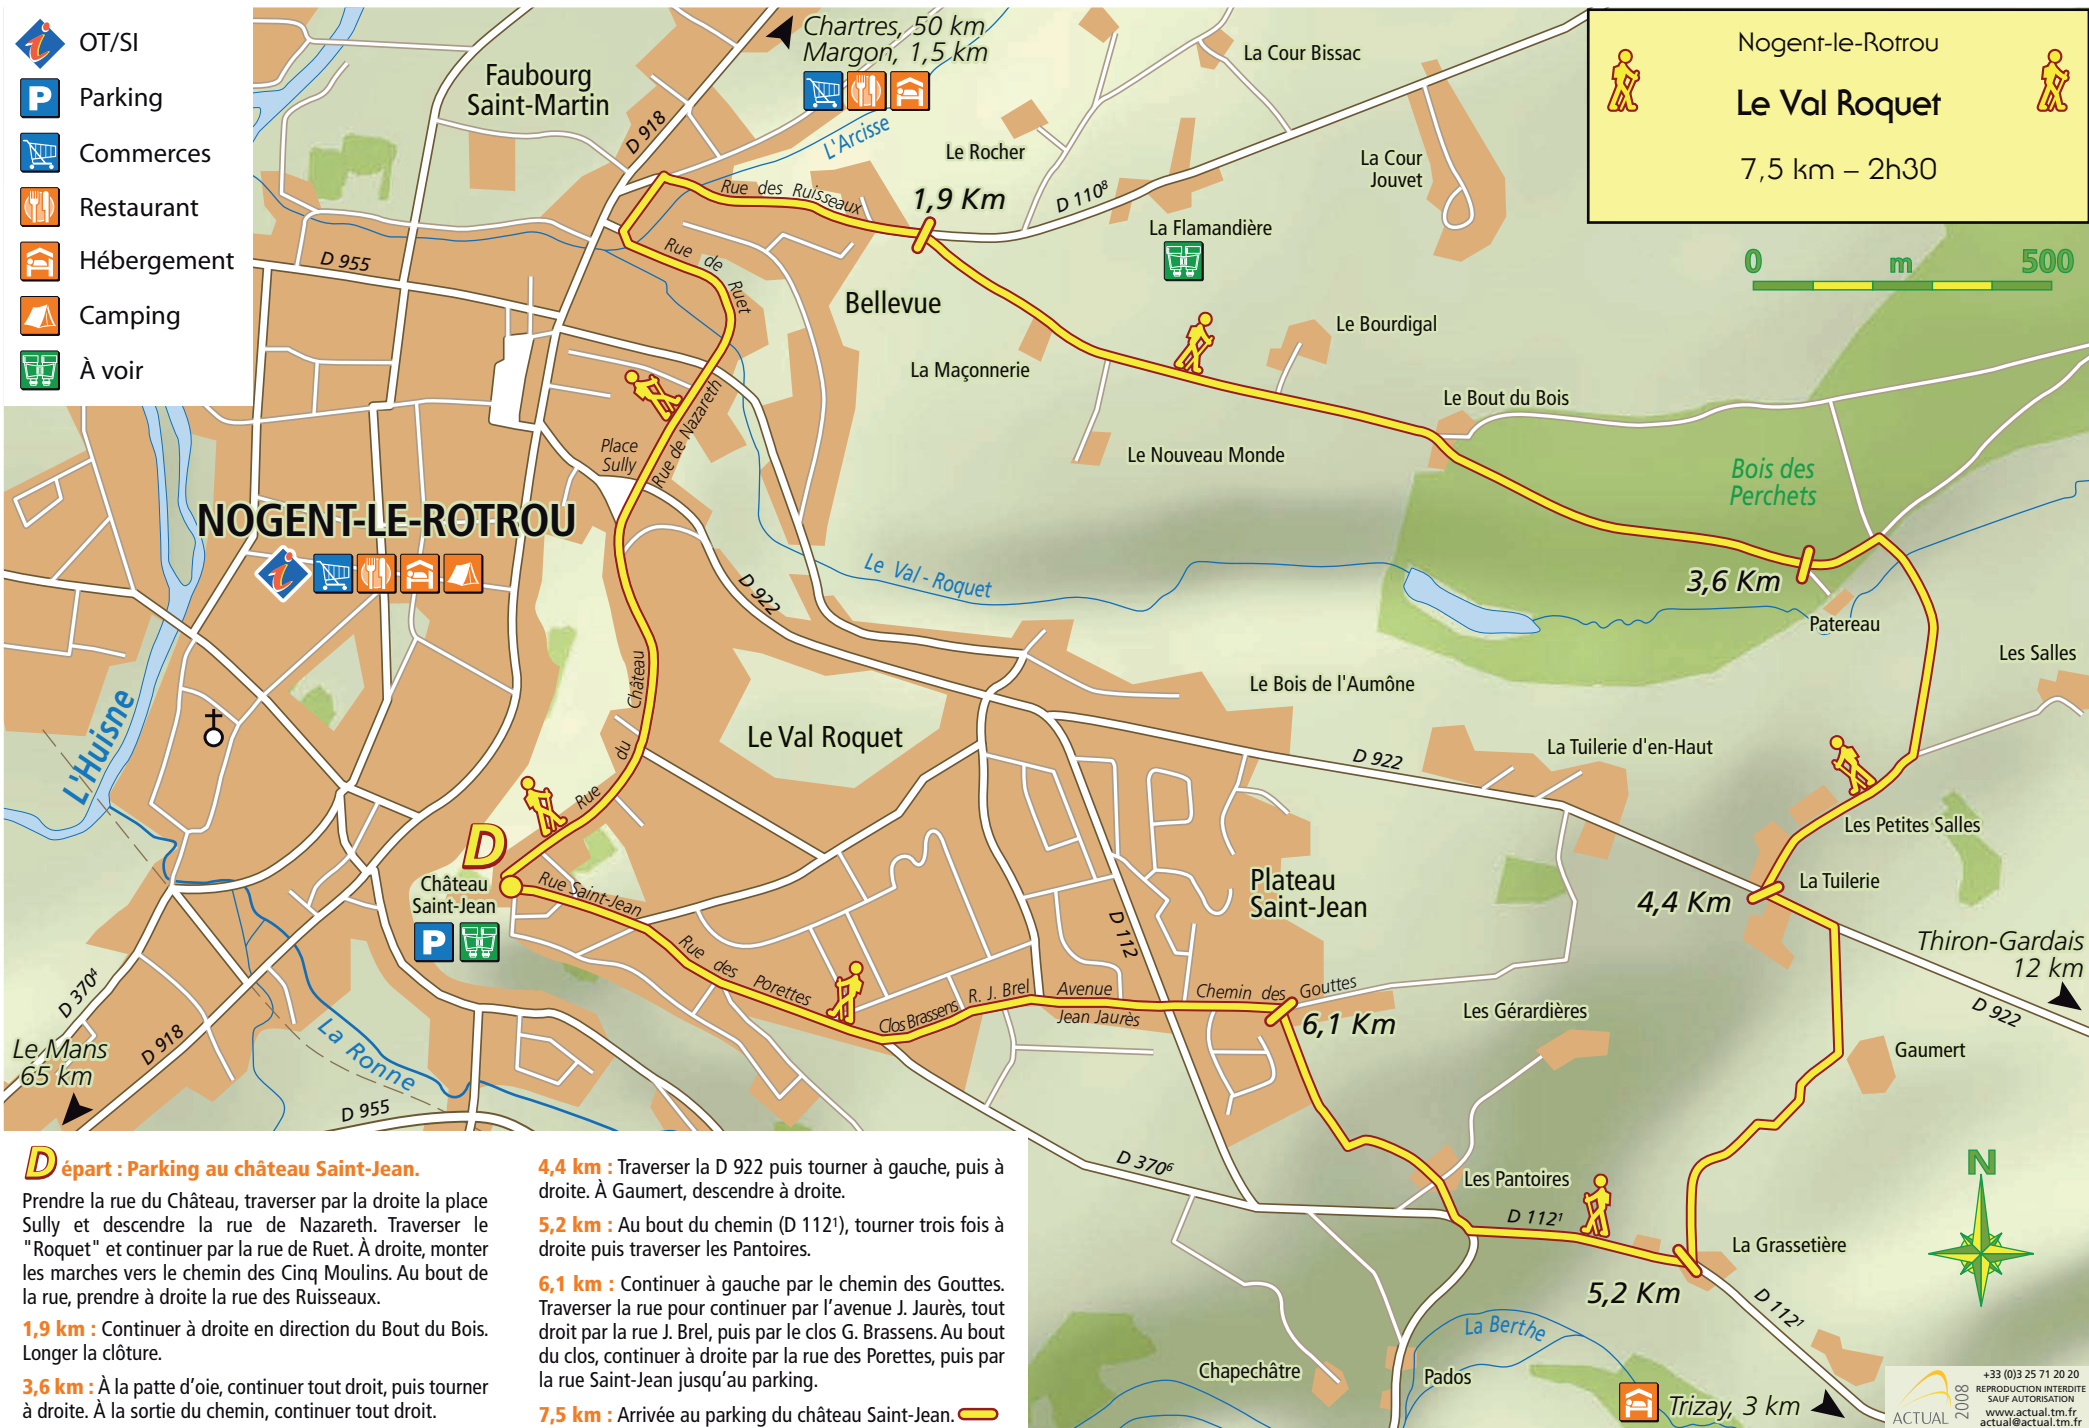 OT/SI
Parking
Commerces
Restaurant
Hébergement
Camping
À voir
Chartres, 50 km
Margon, 1,5 km
Faubourg
Saint-Martin
D 918
L'Arcisse
La Cour Bissac
Le Rocher
La Cour
Jouvet
Nogent-le-Rotrou
Le Val Roquet
7,5 km – 2h30
0 m 500
Rue des Ruisseaux
1,9 Km
D 110⁸
La Flamandière
D 955
Rue de Ruet
Bellevue
La Maçonnerie
Le Bourdigal
Le Bout du Bois
Le Nouveau Monde
Place
Sully
Rue de Nazareth
Bois des
Perchets
NOGENT-LE-ROTROU
Le Val - Roquet
D 922
3,6 Km
Patereau
Les Salles
L'Huisne
Rue du Château
Le Val Roquet
Le Bois de l'Aumône
La Tuilerie d'en-Haut
D 922
Les Petites Salles
D
Château
Saint-Jean
P
Rue Saint-Jean
Plateau
Saint-Jean
La Tuilerie
4,4 Km
D 112
Thiron-Gardais
12 km
D 922
Rue des Porettes
Clos Brassens
R. J. Brel
Avenue
Jean Jaurès
Chemin des Gouttes
6,1 Km
Les Gérardières
Gaumert
D 370⁴
D 918
Le Mans
65 km
La Ronne
D 955
D 370⁶
Les Pantoires
D 112¹
La Grassetière
5,2 Km
D 112¹
N
La Berthe
Chapechâtre
Pados
Trizay, 3 km
Départ : Parking au château Saint-Jean.
Prendre la rue du Château, traverser par la droite la place
Sully et descendre la rue de Nazareth. Traverser le
"Roquet" et continuer par la rue de Ruet. À droite, monter
les marches vers le chemin des Cinq Moulins. Au bout de
la rue, prendre à droite la rue des Ruisseaux.
1,9 km : Continuer à droite en direction du Bout du Bois.
Longer la clôture.
3,6 km : À la patte d'oie, continuer tout droit, puis tourner
à droite. À la sortie du chemin, continuer tout droit.
4,4 km : Traverser la D 922 puis tourner à gauche, puis à
droite. À Gaumert, descendre à droite.
5,2 km : Au bout du chemin (D 112¹), tourner trois fois à
droite puis traverser les Pantoires.
6,1 km : Continuer à gauche par le chemin des Gouttes.
Traverser la rue pour continuer par l'avenue J. Jaurès, tout
droit par la rue J. Brel, puis par le clos G. Brassens. Au bout
du clos, continuer à droite par la rue des Porettes, puis par
la rue Saint-Jean jusqu'au parking.
7,5 km : Arrivée au parking du château Saint-Jean.
ACTUAL 2008
+33 (0)3 25 71 20 20
REPRODUCTION INTERDITE
SAUF AUTORISATION
www.actual.tm.fr
actual@actual.tm.fr